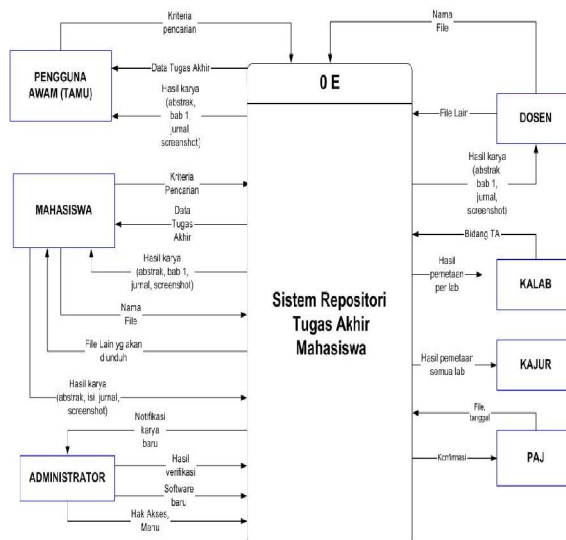 Kriteria
pencarian
Nama
File
PENGGUNA
AWAM (TAMU)
Data Tugas Akhir
Hasil karya
(abstrak,
bab 1
jurnal
screenshot)
0 E
File Lain
DOSEN
Hasil karya
(abstrak
bab 1,
jurnal,
screenshot)
MAHASISWA
Kriteria
Pencarian
Data
Tugas
Akhir
Hasil karya
(abstrak, bab 1,
jurnal, screenshot)
Nama
File
File Lain yg akan
diunduh
Hasil karya
(abstrak, isi jurnal,
screenshot)
Sistem Repositori
Tugas Akhir
Mahasiswa
Bidang TA
Hasil
pemetaan
per lab
KALAB
Hasil pemetaan
semua lab
KAJUR
File,
tanggal
Konfirmasi
PAJ
Notifikasi
karya
baru
ADMINISTRATOR
Hasil
verifikasi
Software
baru
Hak Akses,
Menu